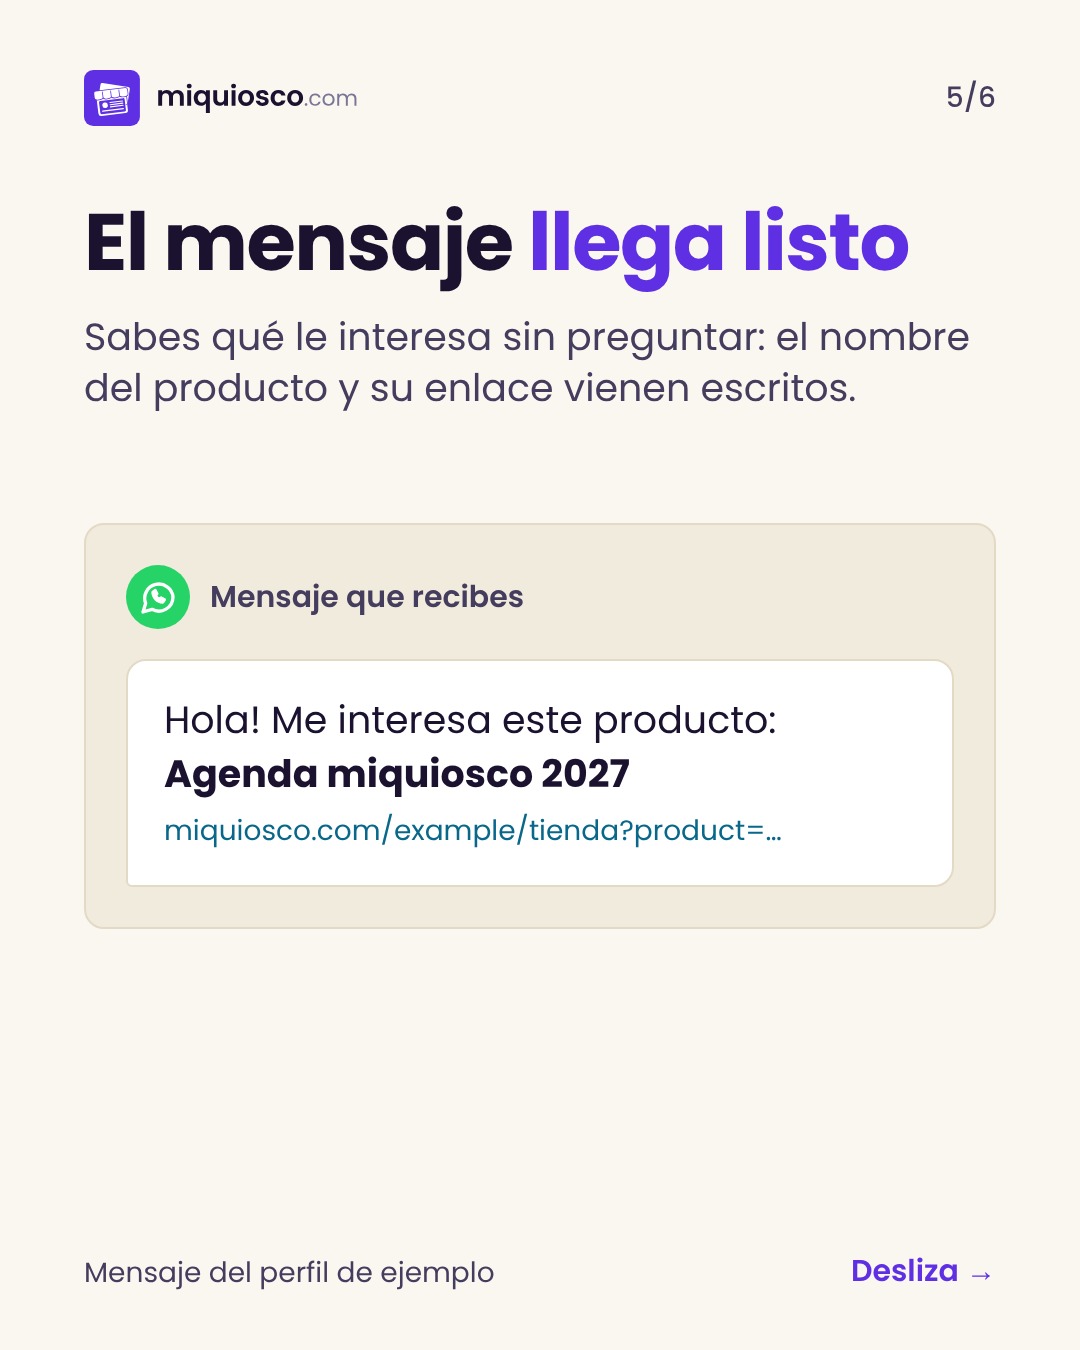 miquiosco.com
5/6
El mensaje llega listo
Sabes qué le interesa sin preguntar: el nombre
del producto y su enlace vienen escritos.
Mensaje que recibes
Hola! Me interesa este producto:
Agenda miquiosco 2027
miquiosco.com/example/tienda?product=...
Mensaje del perfil de ejemplo
Desliza →